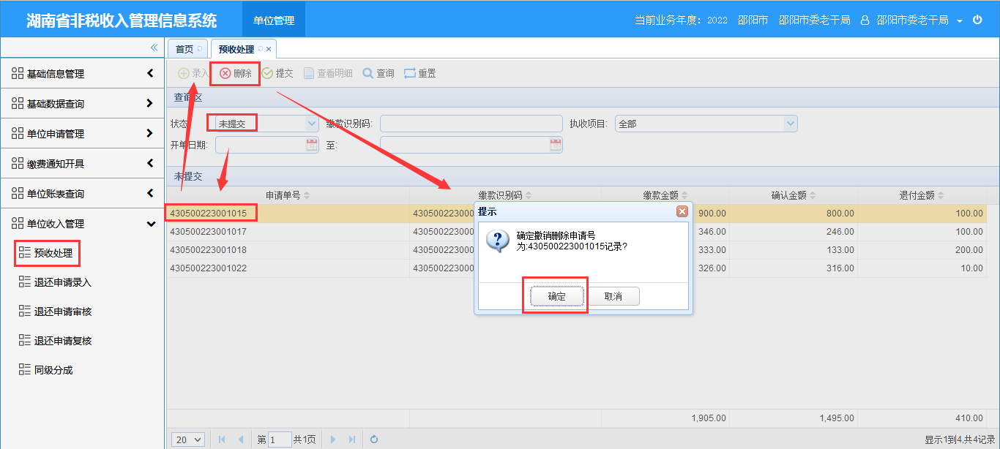 湖南省非税收入管理信息系统 单位管理 当前业务年度：2022 邵阳市 邵阳市委老干局 邵阳市委老干局
首页 预收处理
基础信息管理
基础数据查询
单位申请管理
缴费通知开具
单位账表查询
单位收入管理
预收处理
退还申请录入
退还申请审核
退还申请复核
同级分成
录入 删除 提交 查看明细 查询 重置
查询区
状态 未提交 缴款识别码: 执收项目: 全部
开单日期: 至:
未提交
申请单号 缴款识别码 缴款金额 确认金额 退付金额
430500223001015 430500223000 900.00 800.00 100.00
430500223001017 430500223000 346.00 246.00 100.00
430500223001018 430500223000 333.00 133.00 200.00
430500223001022 430500223000 326.00 316.00 10.00
提示
确定撤销删除申请号
为:430500223001015记录?
确定 取消
1,905.00 1,495.00 410.00
20 第 1 共1页 显示1到4,共4记录